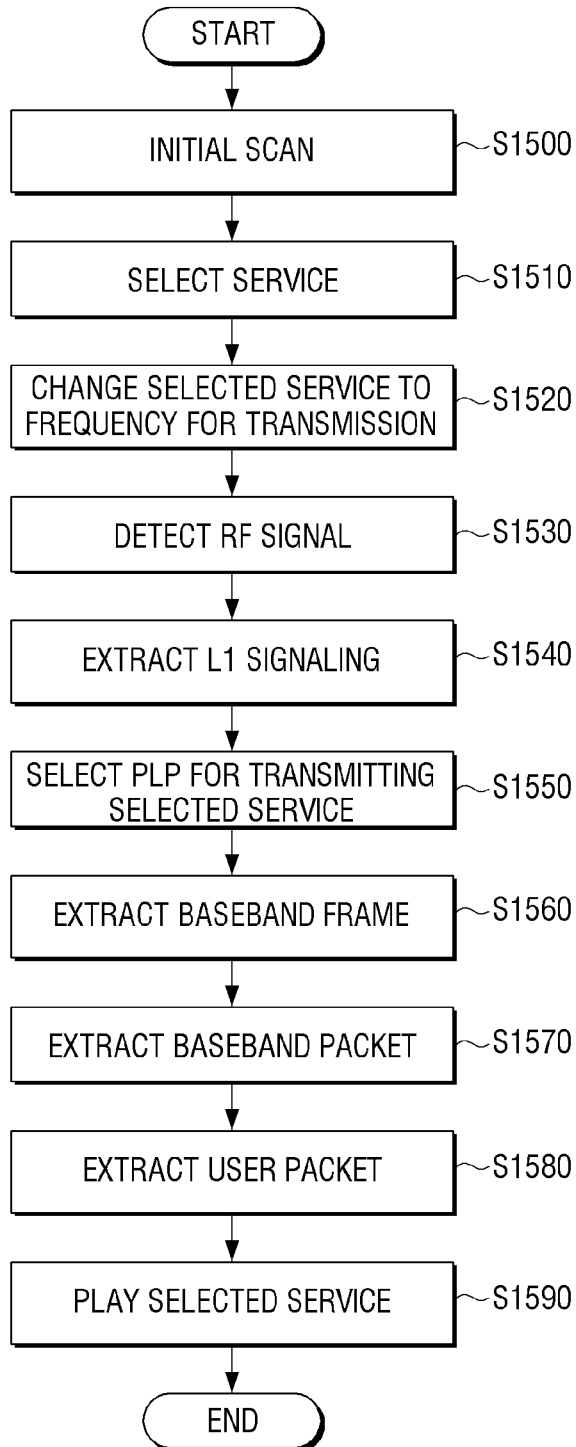 START
INITIAL SCAN
S1500
SELECT SERVICE
S1510
CHANGE SELECTED SERVICE TO
FREQUENCY FOR TRANSMISSION
S1520
DETECT RF SIGNAL
S1530
EXTRACT L1 SIGNALING
S1540
SELECT PLP FOR TRANSMITTING
SELECTED SERVICE
S1550
EXTRACT BASEBAND FRAME
S1560
EXTRACT BASEBAND PACKET
S1570
EXTRACT USER PACKET
S1580
PLAY SELECTED SERVICE
S1590
END